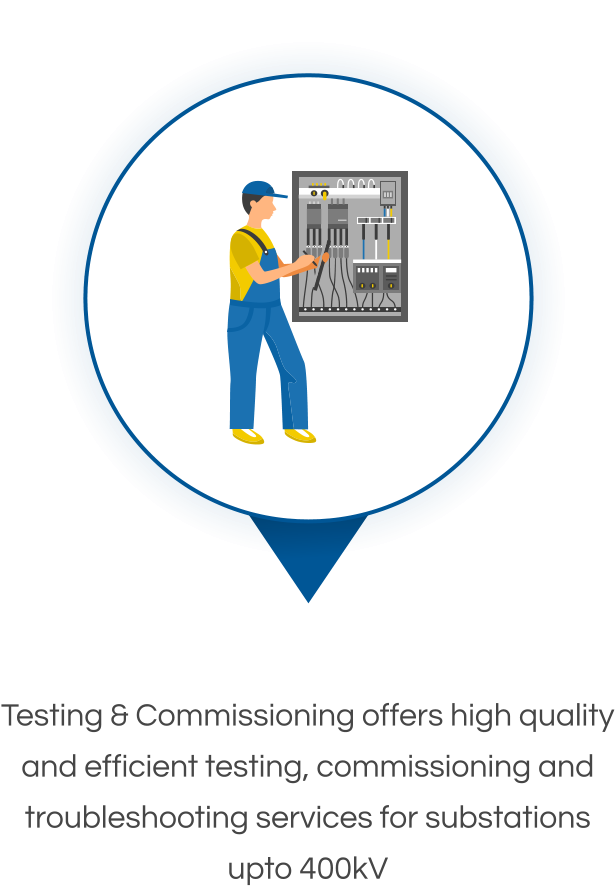 Testing & Commissioning offers high quality
and efficient testing, commissioning and
troubleshooting services for substations
upto 400kV